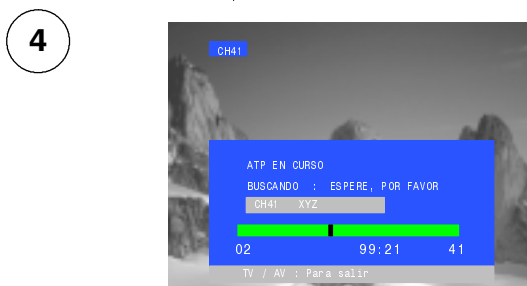 4
CH41
ATP EN CURSO
BUSCANDO : ESPERE, POR FAVOR
CH41 XYZ
02 99:21 41
TV / AV : Para salir